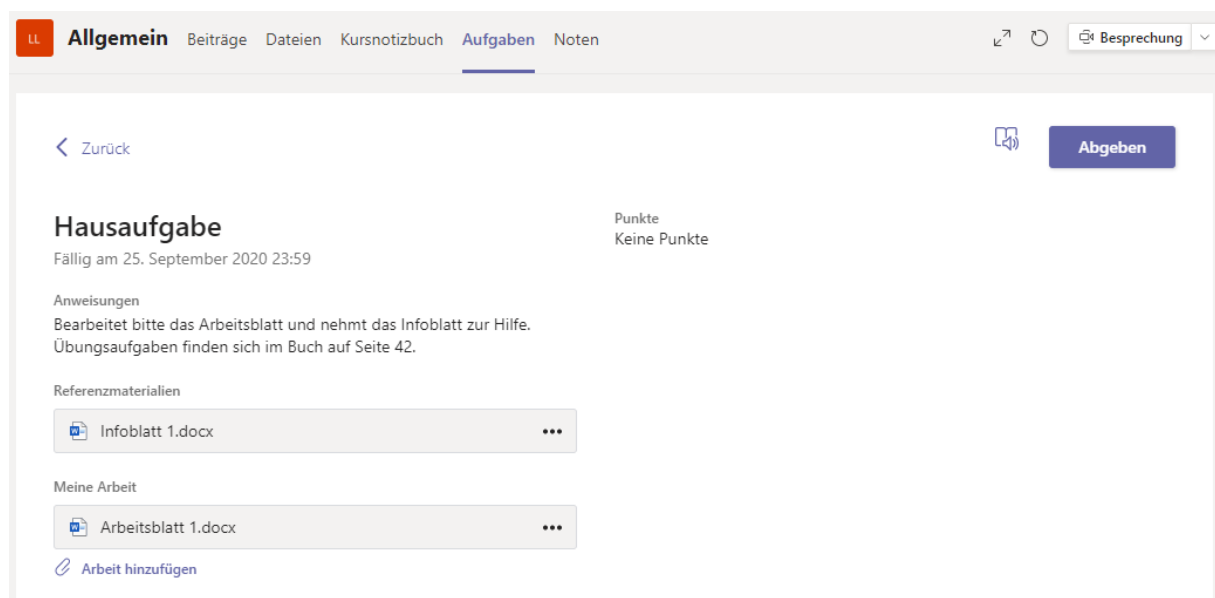 LL Allgemein Beiträge Dateien Kursnotizbuch Aufgaben Noten Besprechung
Zurück Abgeben
Hausaufgabe
Fällig am 25. September 2020 23:59
Punkte
Keine Punkte
Anweisungen
Bearbeitet bitte das Arbeitsblatt und nehmt das Infoblatt zur Hilfe.
Übungsaufgaben finden sich im Buch auf Seite 42.
Referenzmaterialien
Infoblatt 1.docx
Meine Arbeit
Arbeitsblatt 1.docx
Arbeit hinzufügen